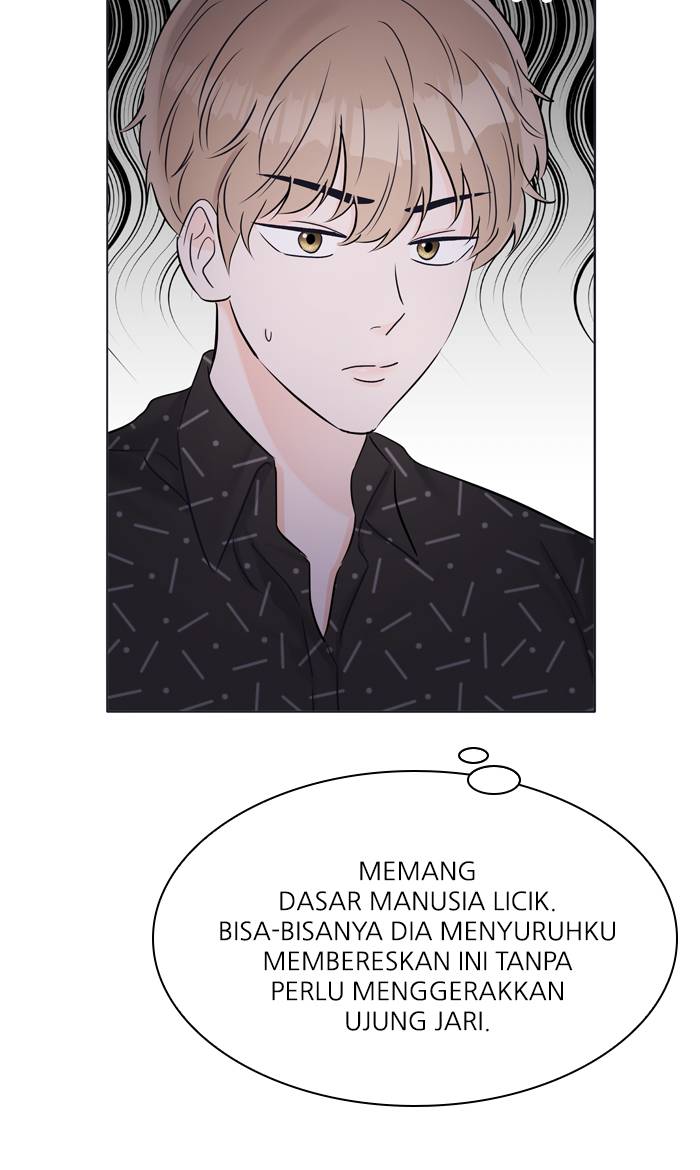 MEMANG
DASAR MANUSIA LICIK.
BISA-BISANYA DIA MENYURUHKU
MEMBERESKAN INI TANPA
PERLU MENGGERAKKAN
UJUNG JARI.